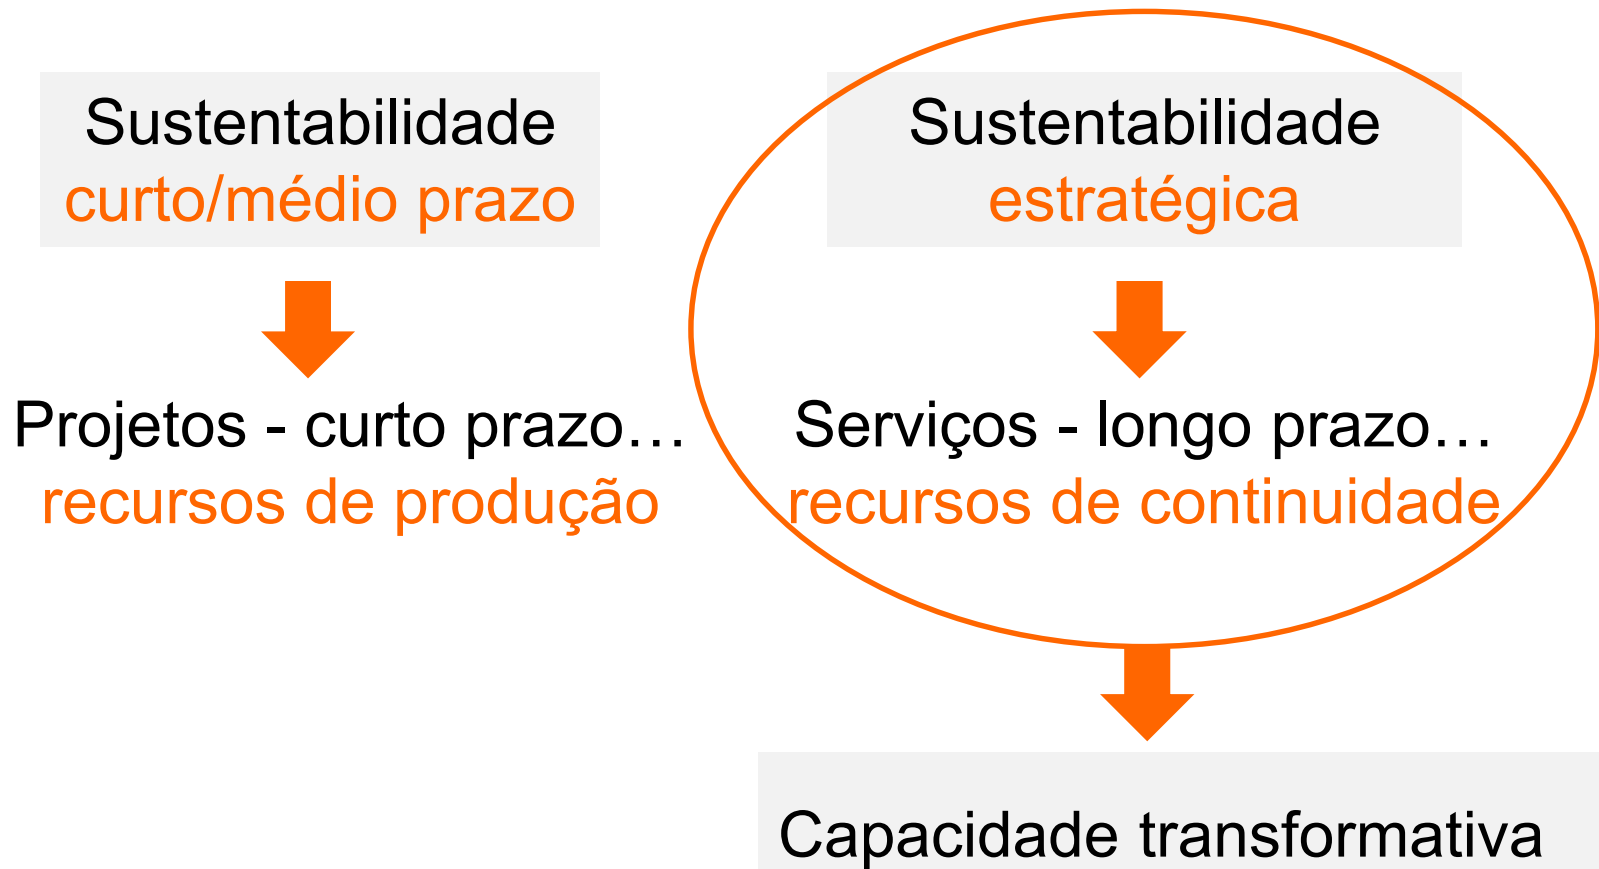 Sustentabilidade
curto/médio prazo
Projetos - curto prazo…
recursos de produção
Sustentabilidade
estratégica
Serviços - longo prazo…
recursos de continuidade
Capacidade transformativa